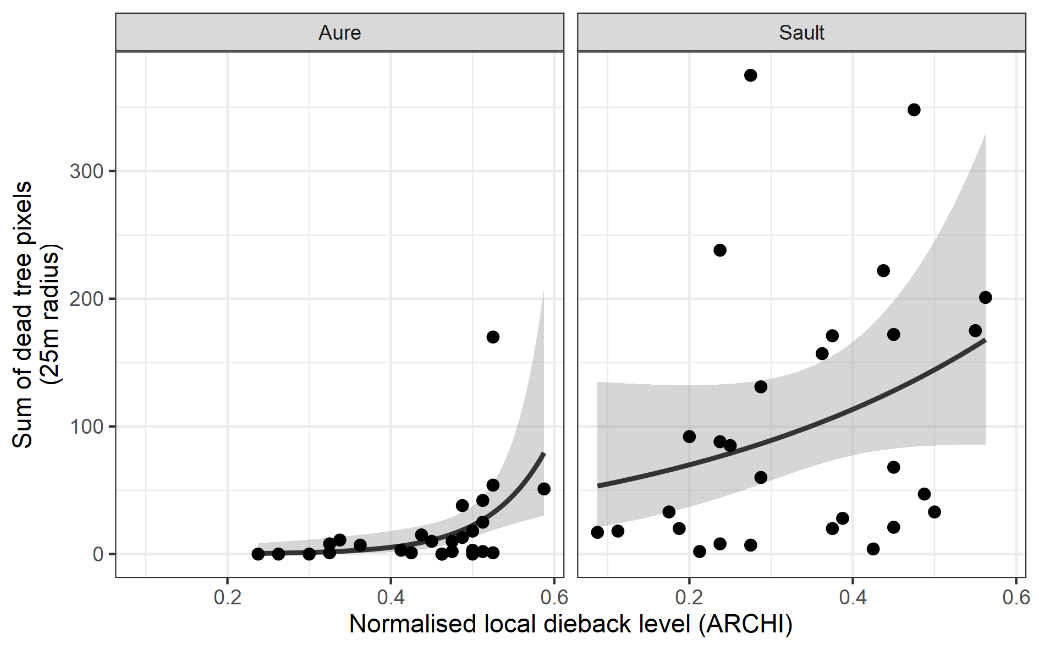 Aure
Sault
Sum of dead tree pixels
(25m radius)
300
200
100
0
0.2
0.4
0.6
0.2
0.4
0.6
Normalised local dieback level (ARCHI)